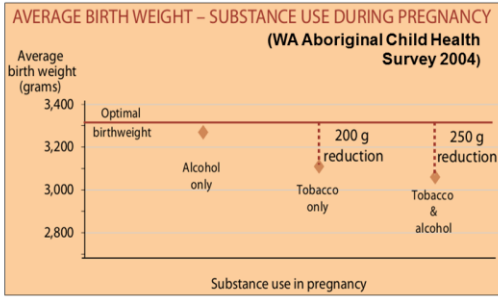 AVERAGE BIRTH WEIGHT – SUBSTANCE USE DURING PREGNANCY
(WA Aboriginal Child Health
Survey 2004)
Average
birth weight
(grams)
3,400
Optimal
birthweight
3,200
200 g
reduction
250 g
reduction
Alcohol
only
3,000
Tobacco
only
Tobacco
&
alcohol
2,800
Substance use in pregnancy